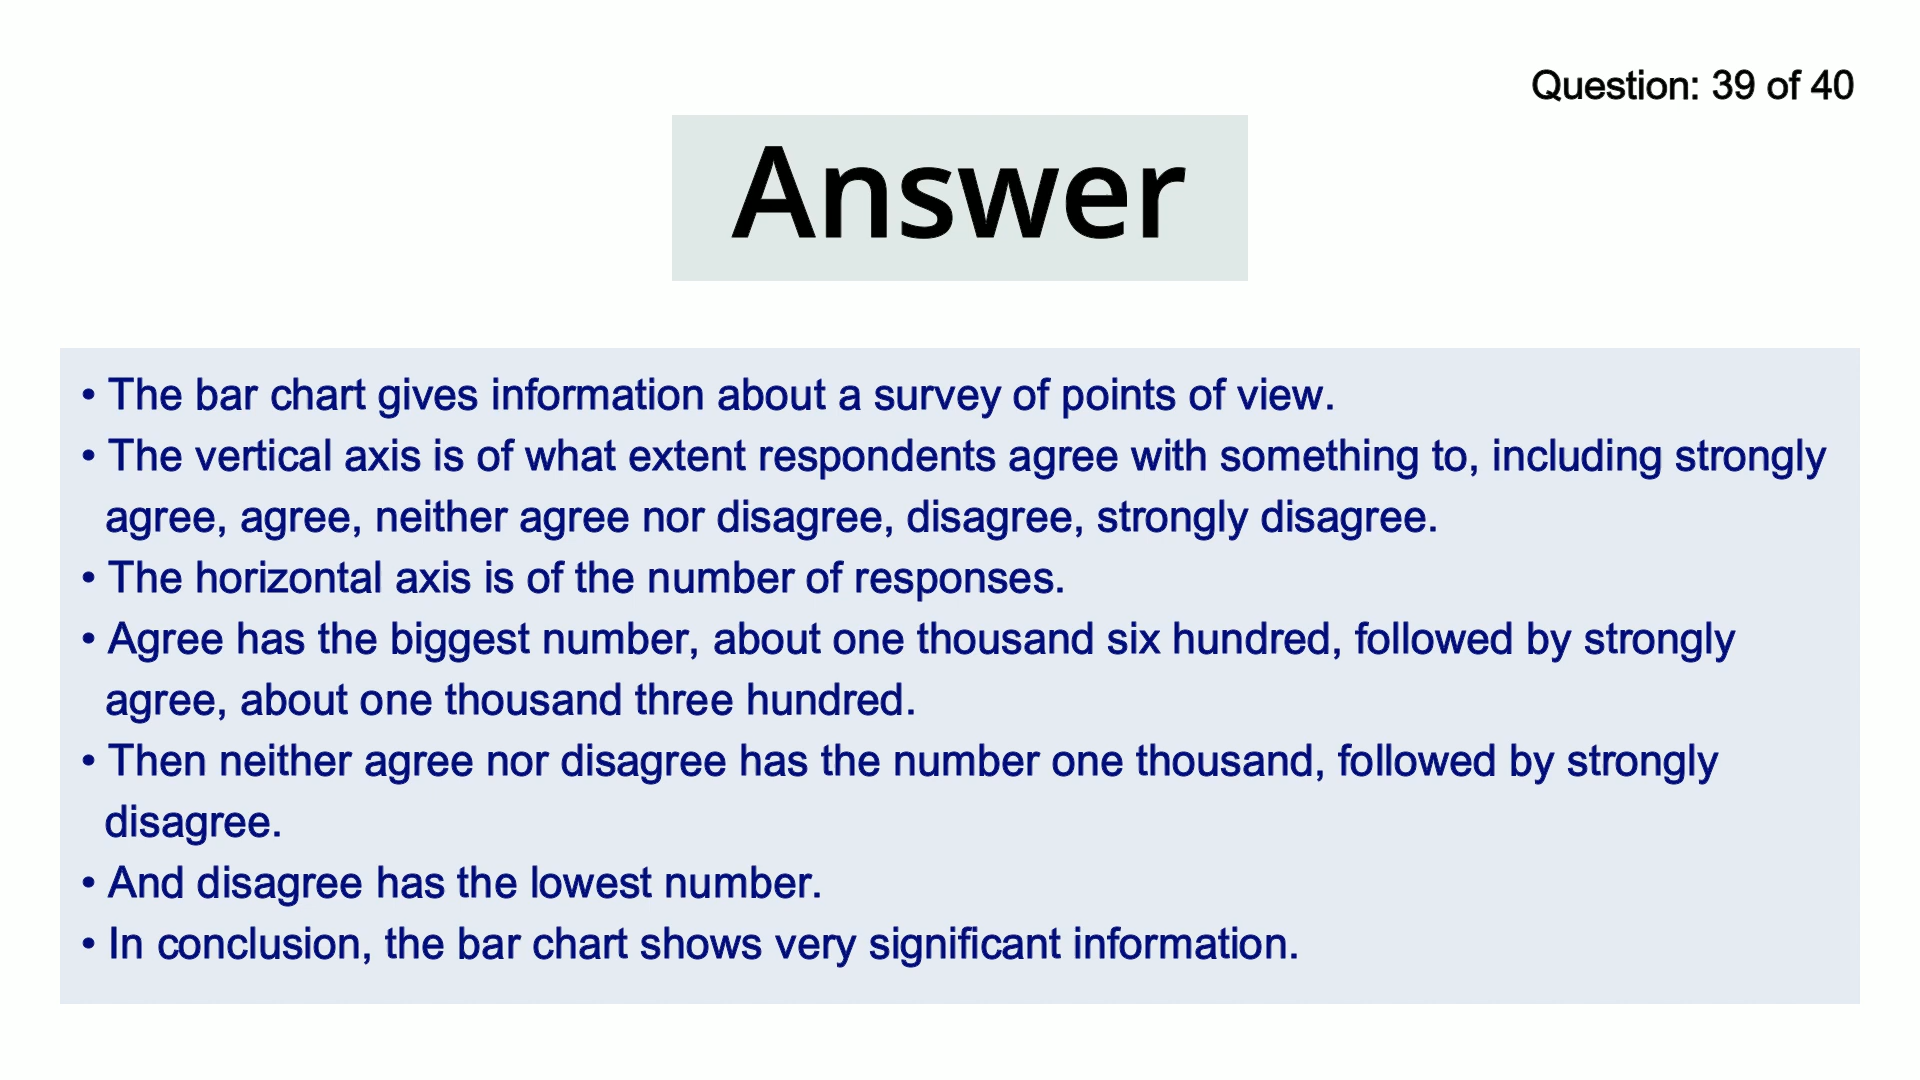 Question: 39 of 40
Answer
• The bar chart gives information about a survey of points of view.
• The vertical axis is of what extent respondents agree with something to, including strongly
agree, agree, neither agree nor disagree, disagree, strongly disagree.
• The horizontal axis is of the number of responses.
• Agree has the biggest number, about one thousand six hundred, followed by strongly
agree, about one thousand three hundred.
• Then neither agree nor disagree has the number one thousand, followed by strongly
disagree.
• And disagree has the lowest number.
• In conclusion, the bar chart shows very significant information.